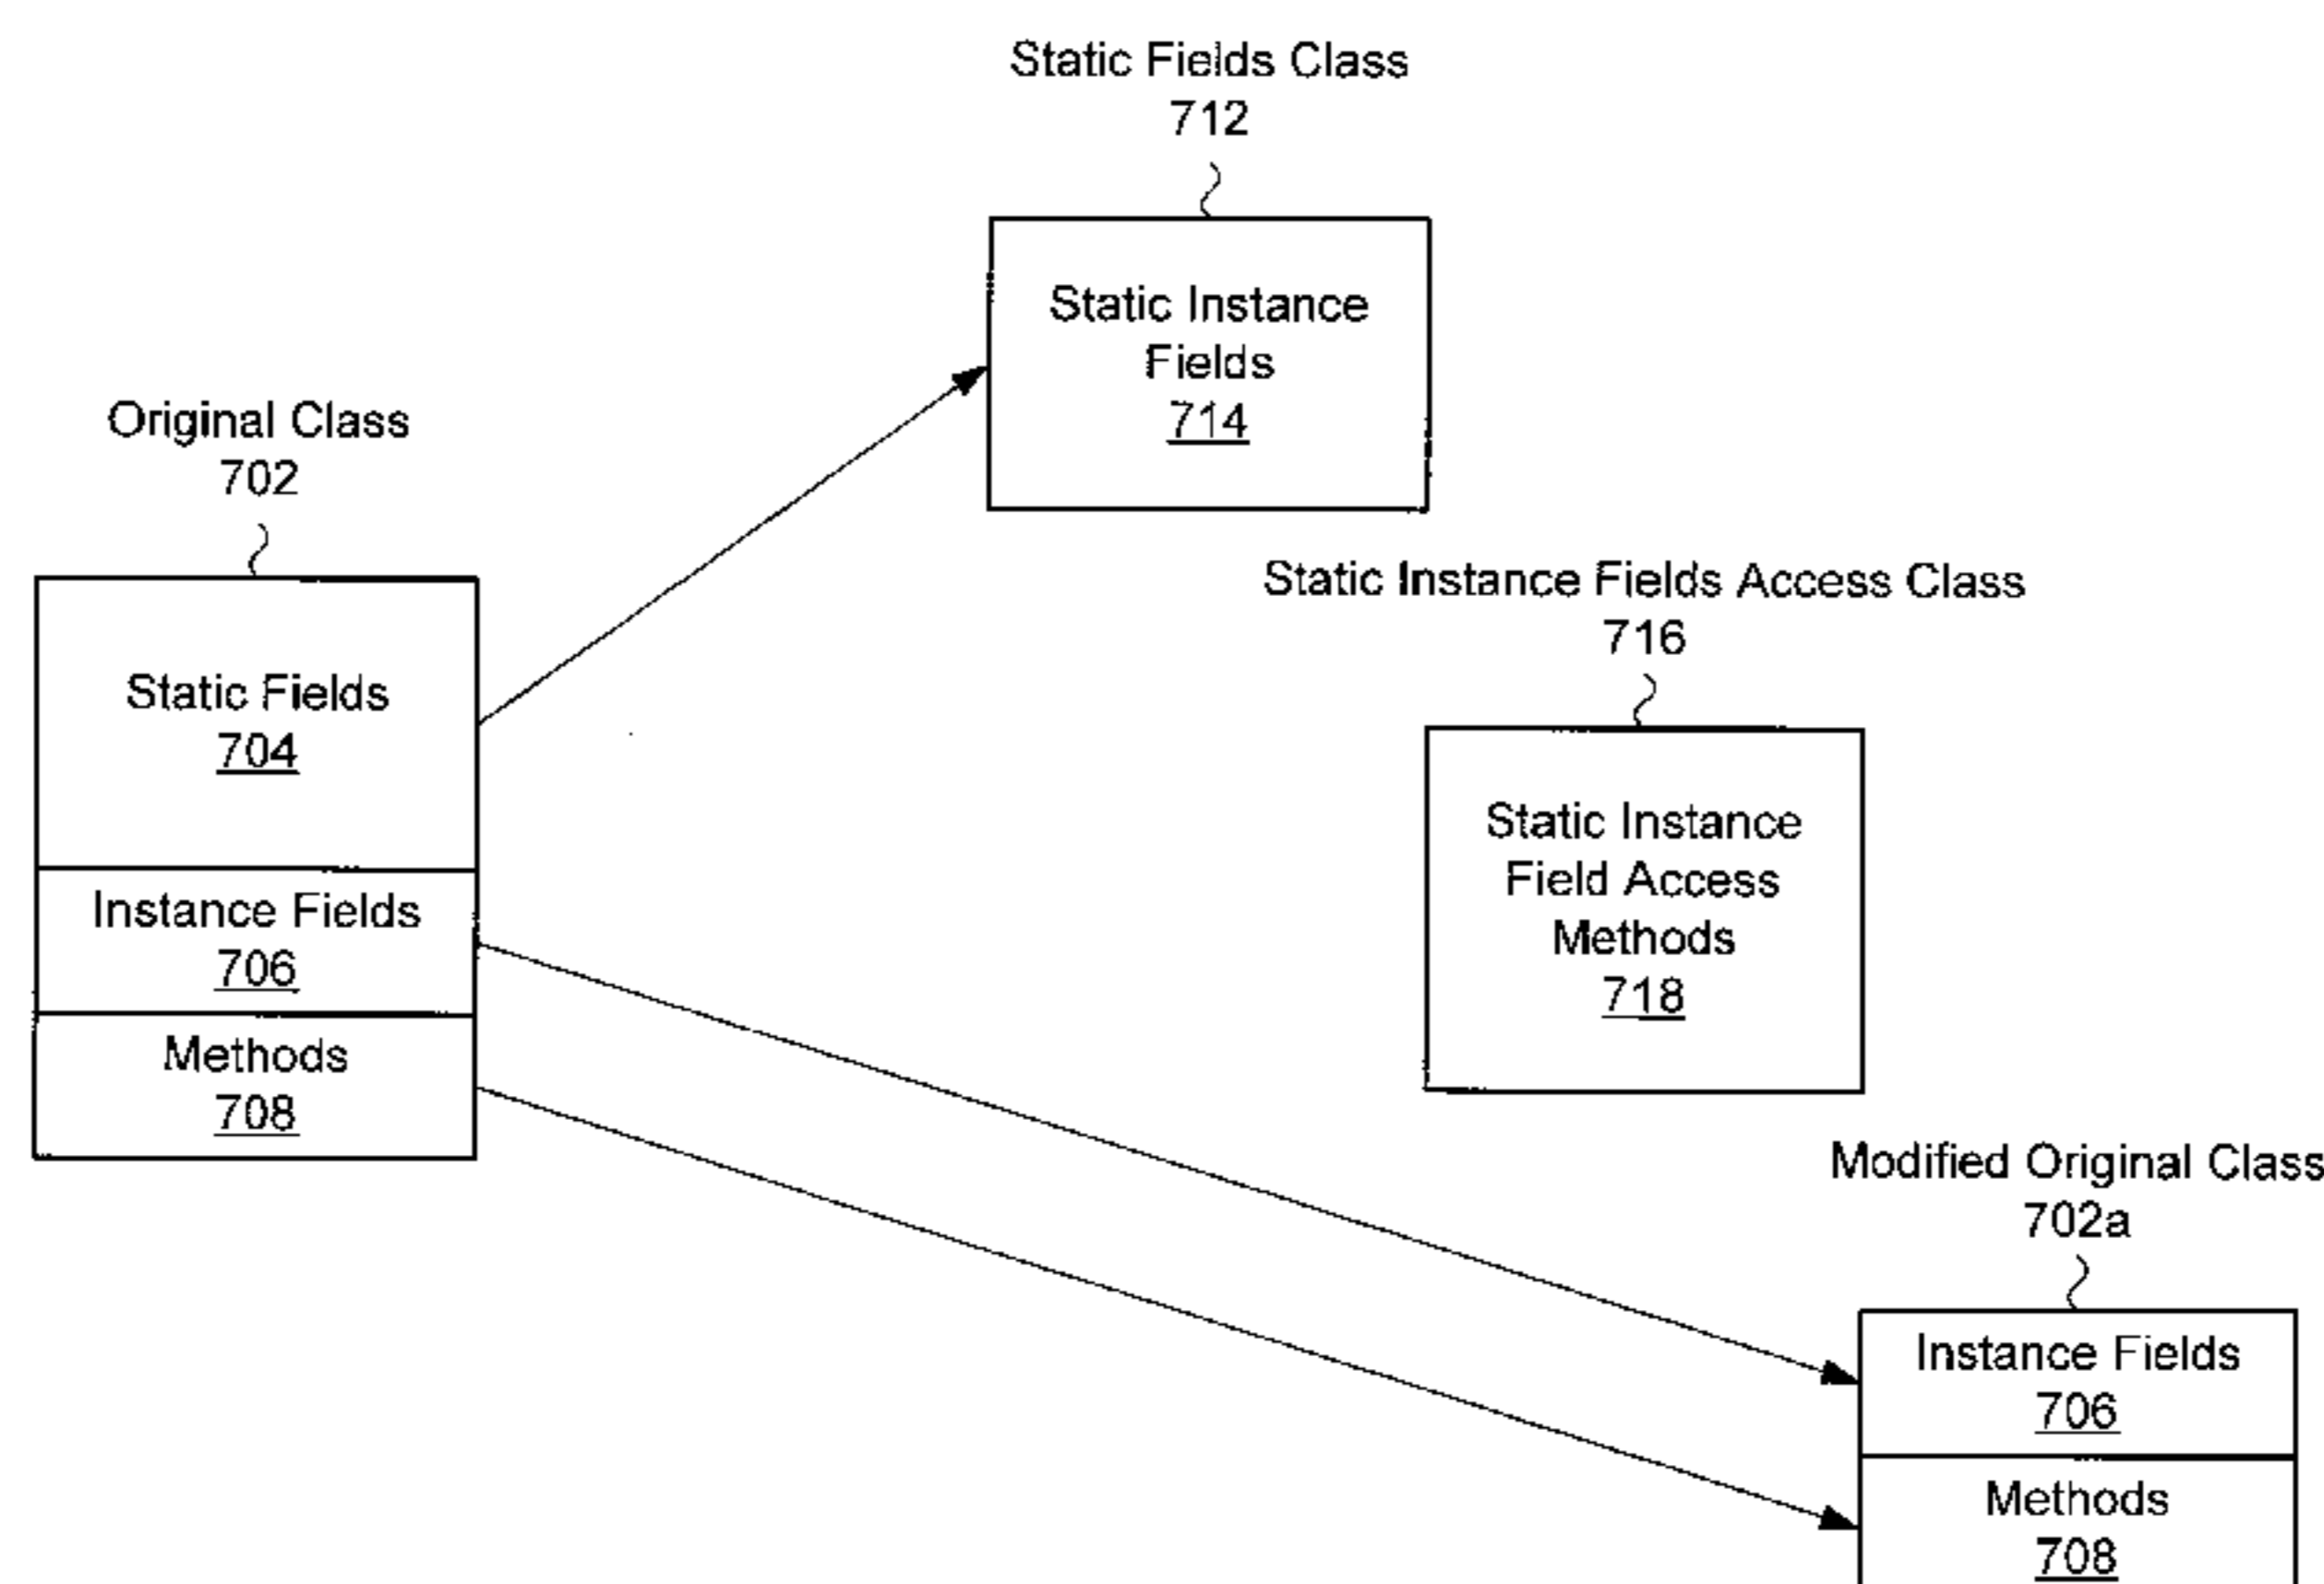 Static Fields Class
712
Static Instance
Fields
714
Original Class
702
Static Fields
704
Instance Fields
706
Methods
708
Static Instance Fields Access Class
716
Static Instance
Field Access
Methods
718
Modified Original Class
702a
Instance Fields
706
Methods
708